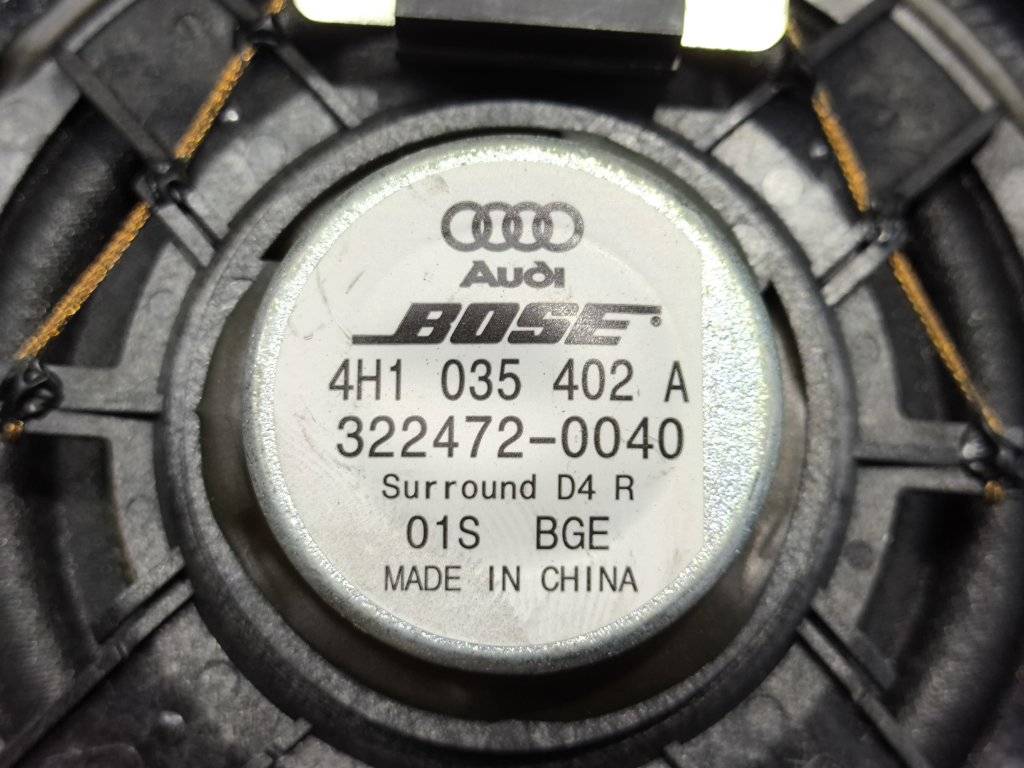 Audi
BOSE®
4H1 035 402 A
322472-0040
Surround D4 R
01S BGE
MADE IN CHINA